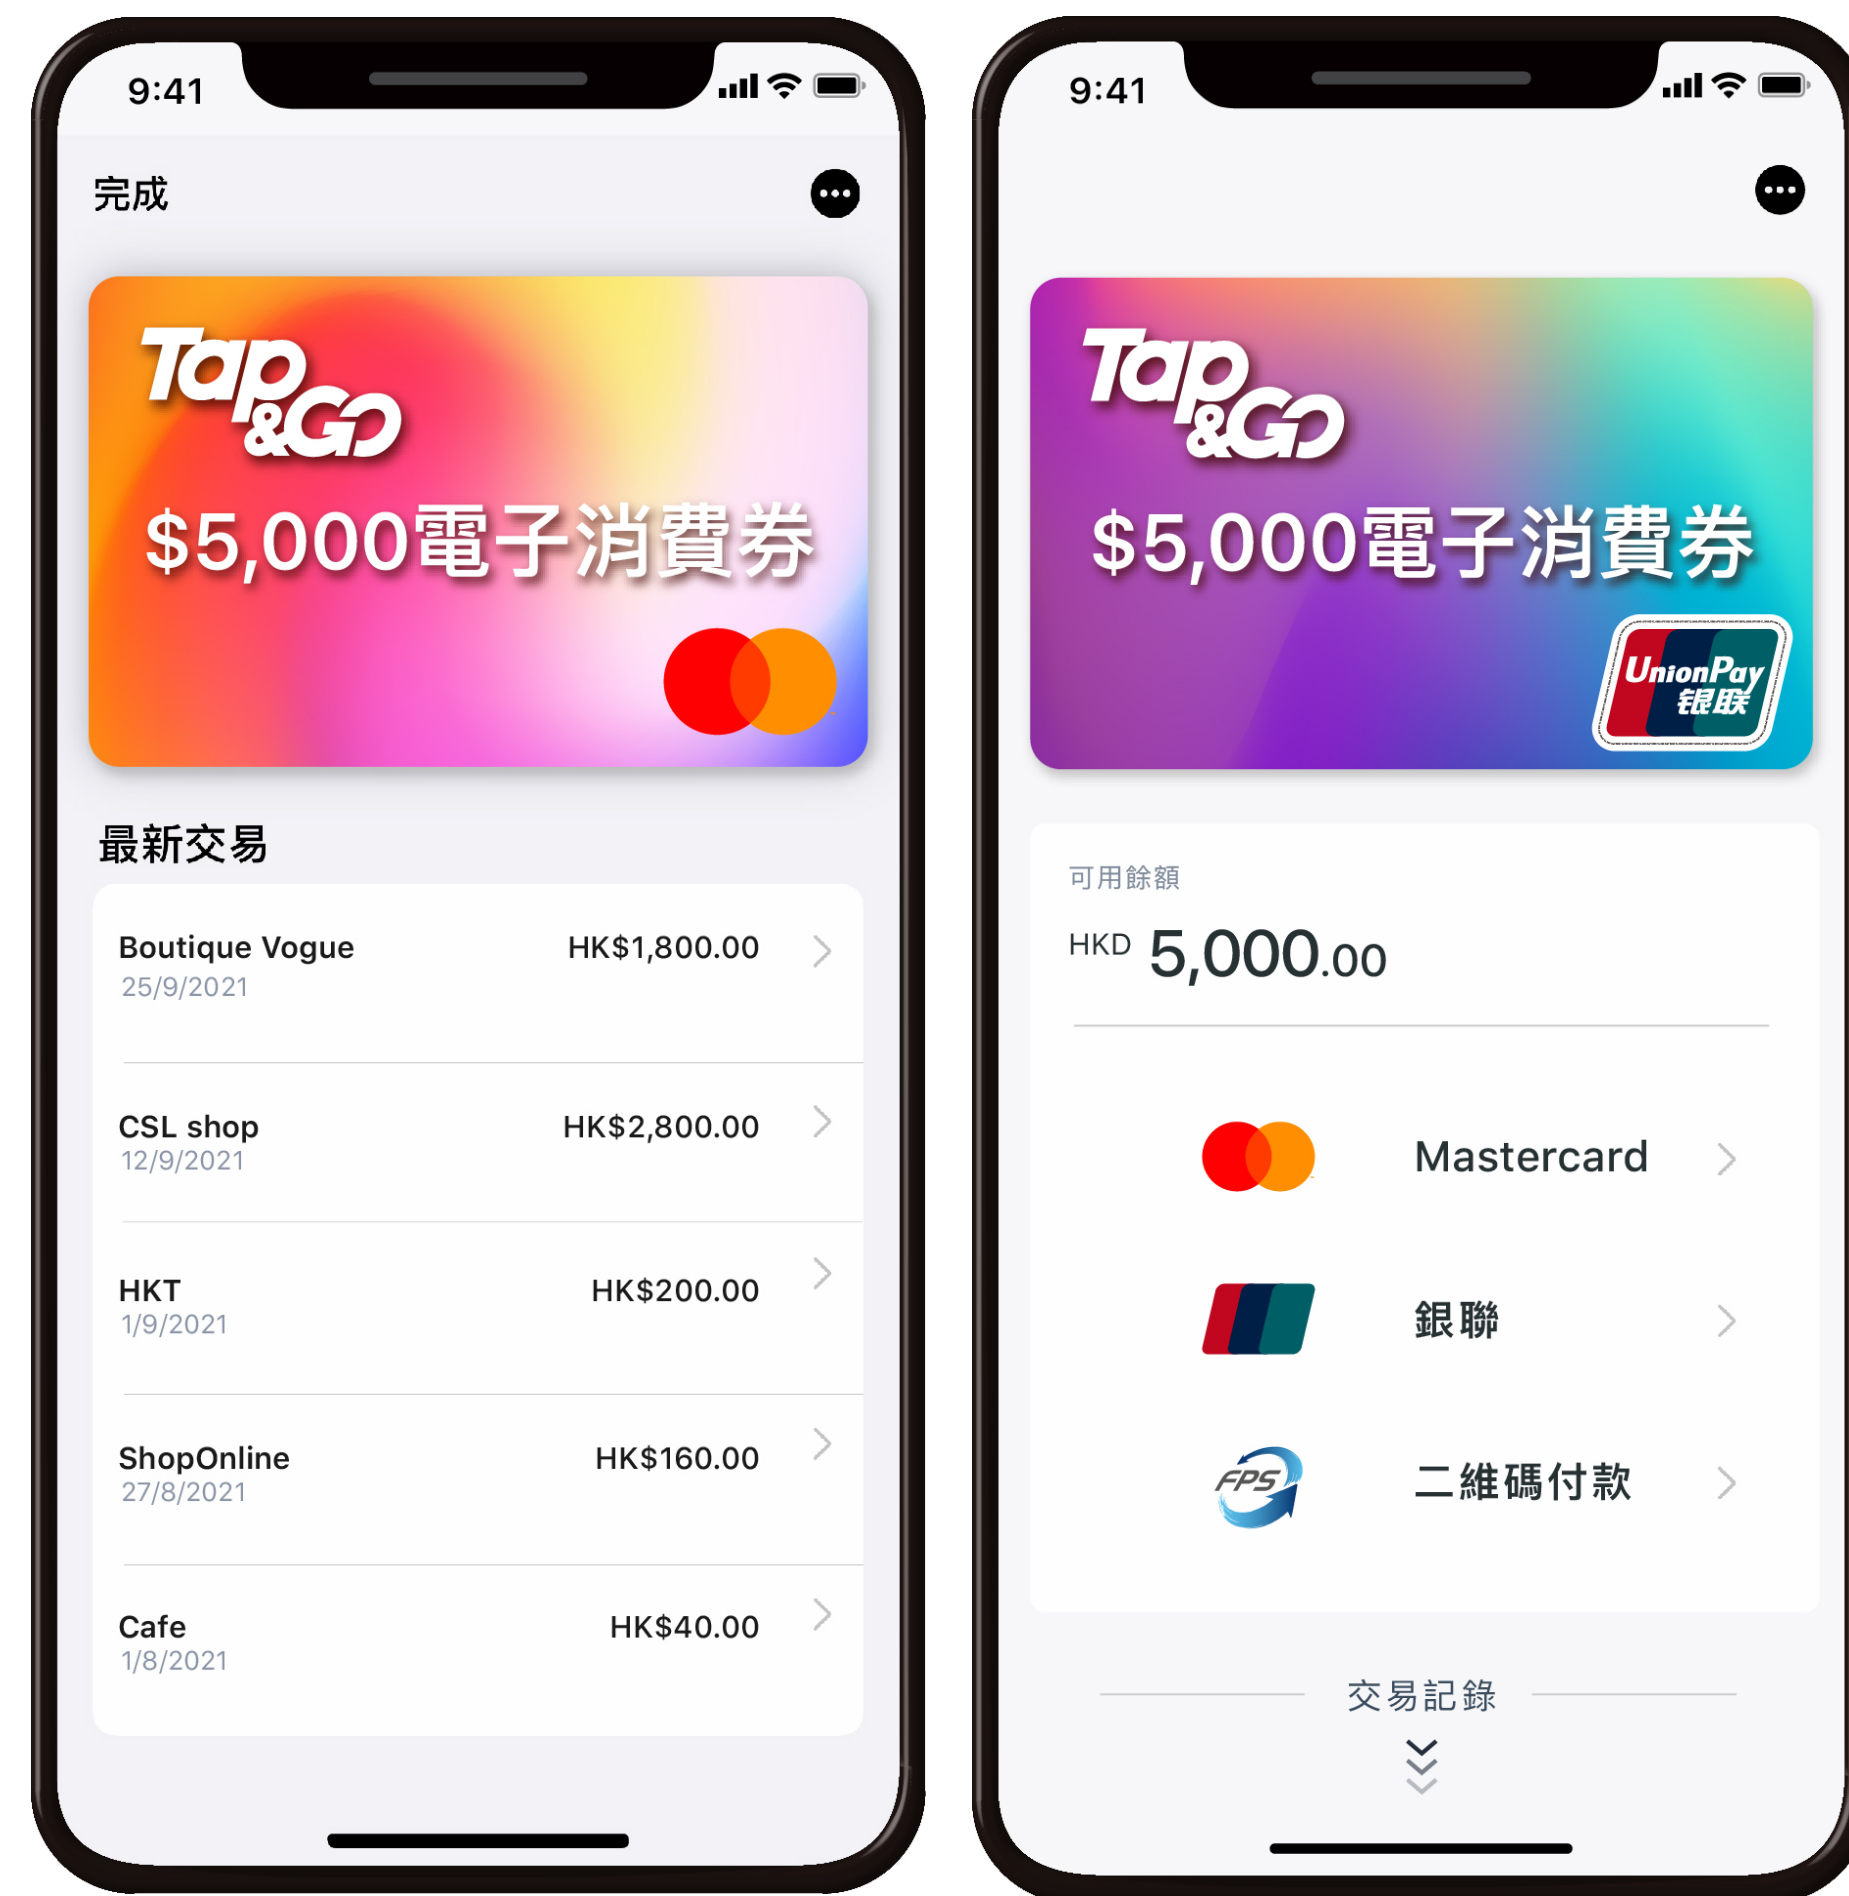 9:41
完成
Tap
&GO
$5,000電子消費券
最新交易
Boutique Vogue HK$1,800.00
25/9/2021
CSL shop HK$2,800.00
12/9/2021
HKT HK$200.00
1/9/2021
ShopOnline HK$160.00
27/8/2021
Cafe HK$40.00
1/8/2021
9:41
Tap
&GO
$5,000電子消費券
UnionPay
银联
可用餘額
HKD 5,000.00
Mastercard
銀聯
FPS 二維碼付款
交易記錄